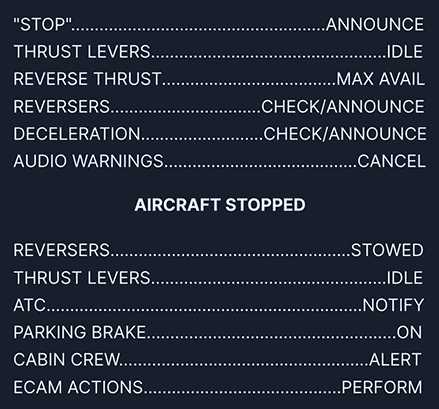 "STOP"..........................................................ANNOUNCE
THRUST LEVERS......................................................IDLE
REVERSE THRUST........................................MAX AVAIL
REVERSERS...................................CHECK/ANNOUNCE
DECELERATION............................CHECK/ANNOUNCE
AUDIO WARNINGS............................................CANCEL
AIRCRAFT STOPPED
REVERSERS.......................................................STOWED
THRUST LEVERS......................................................IDLE
ATC........................................................................NOTIFY
PARKING BRAKE.........................................................ON
CABIN CREW.........................................................ALERT
ECAM ACTIONS.............................................PERFORM